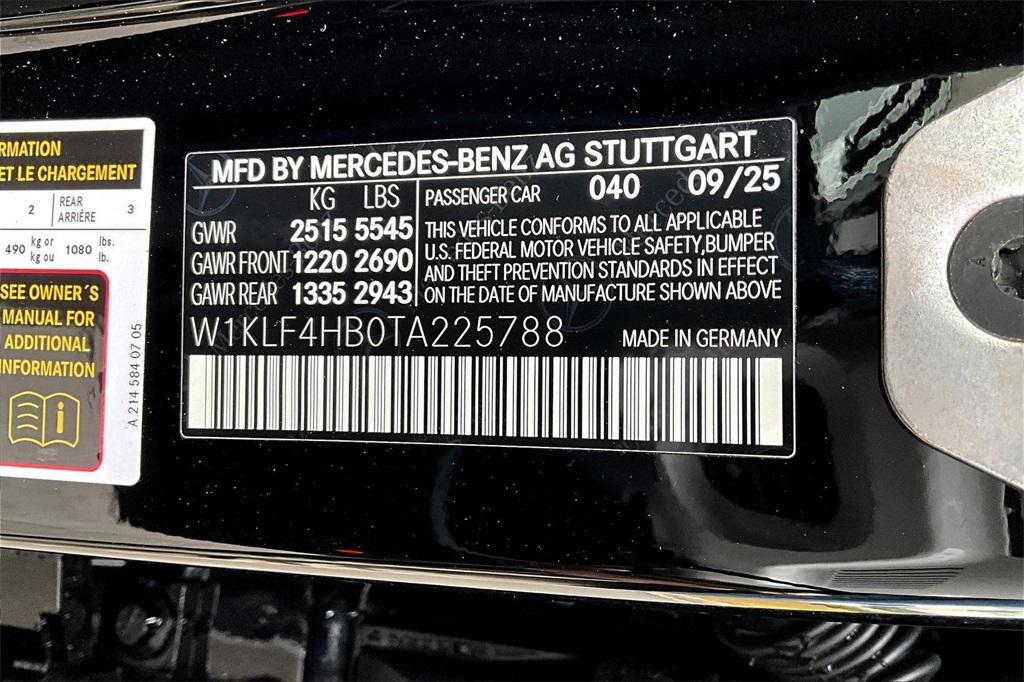 RMATION
ET LE CHARGEMENT
2 REAR ARRIÈRE 3
490 kg or kg ou 1080 lbs. lb.
SEE OWNER´S
MANUAL FOR
ADDITIONAL
INFORMATION
A 214 584 07 05
MFD BY MERCEDES-BENZ AG STUTTGART
KG LBS
GVWR 2515 5545
GAWR FRONT 1220 2690
GAWR REAR 1335 2943
PASSENGER CAR 040 09/25
THIS VEHICLE CONFORMS TO ALL APPLICABLE
U.S. FEDERAL MOTOR VEHICLE SAFETY,BUMPER
AND THEFT PREVENTION STANDARDS IN EFFECT
ON THE DATE OF MANUFACTURE SHOWN ABOVE
W1KLF4HB0TA225788
MADE IN GERMANY